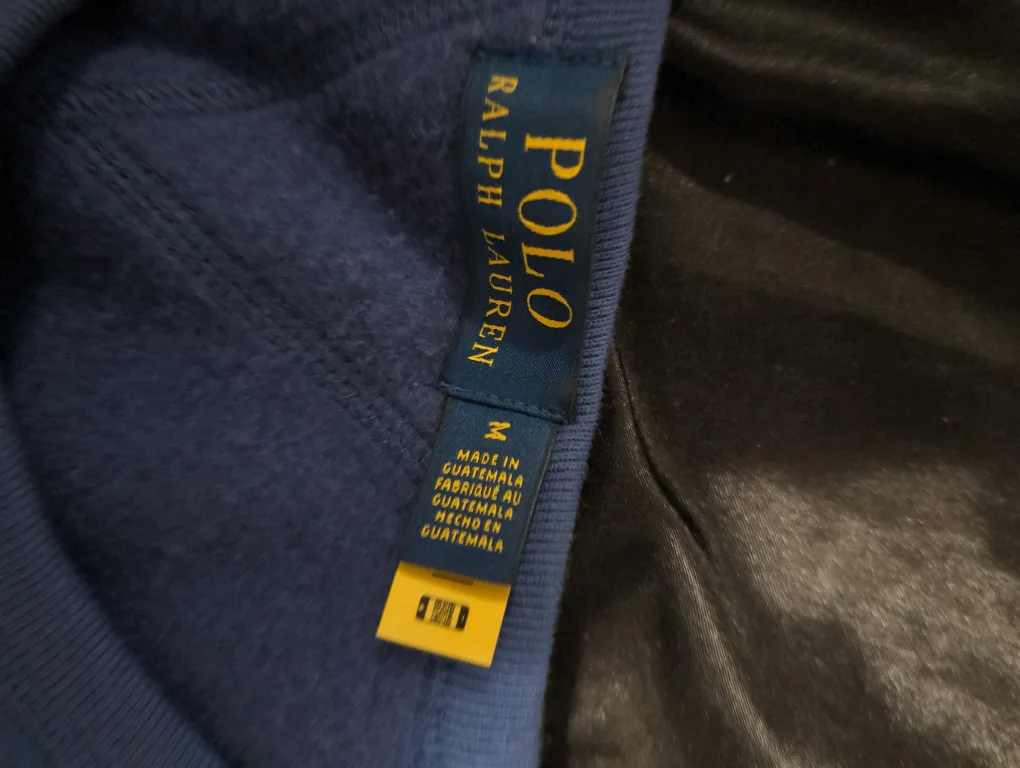 POLO
RALPH LAUREN
M
MADE IN
GUATEMALA
FABRIQUÉ AU
GUATEMALA
HECHO EN
GUATEMALA